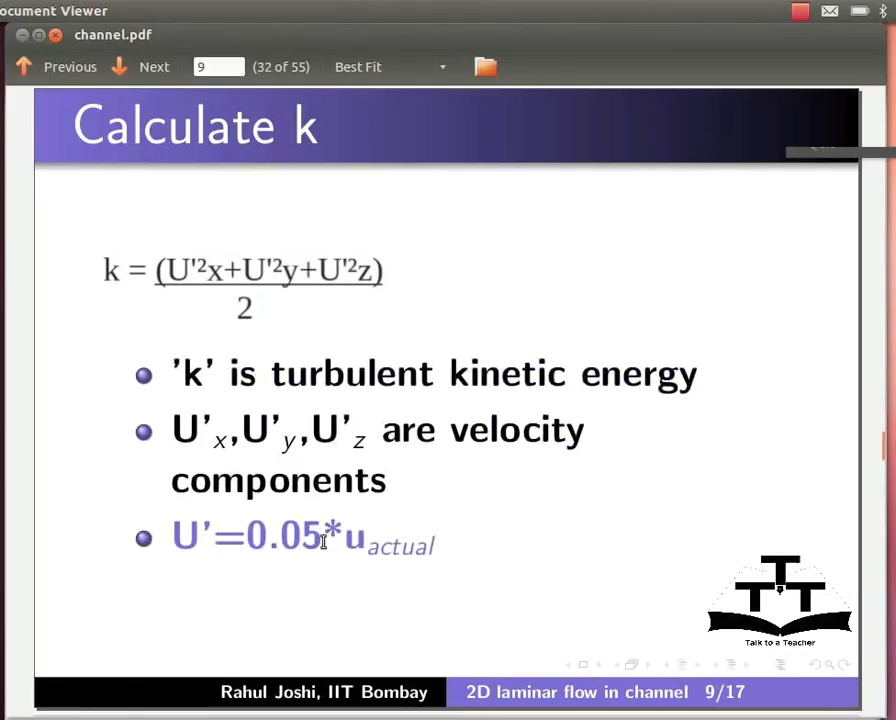 ocument Viewer
channel.pdf
Previous Next 9 (32 of 55) Best Fit
Calculate k
k = (U'²x+U'²y+U'²z)
2
'k' is turbulent kinetic energy
U'x,U'y,U'z are velocity
components
U'=0.05*uactual
T T T
Talk to a Teacher
Rahul Joshi, IIT Bombay 2D laminar flow in channel 9/17